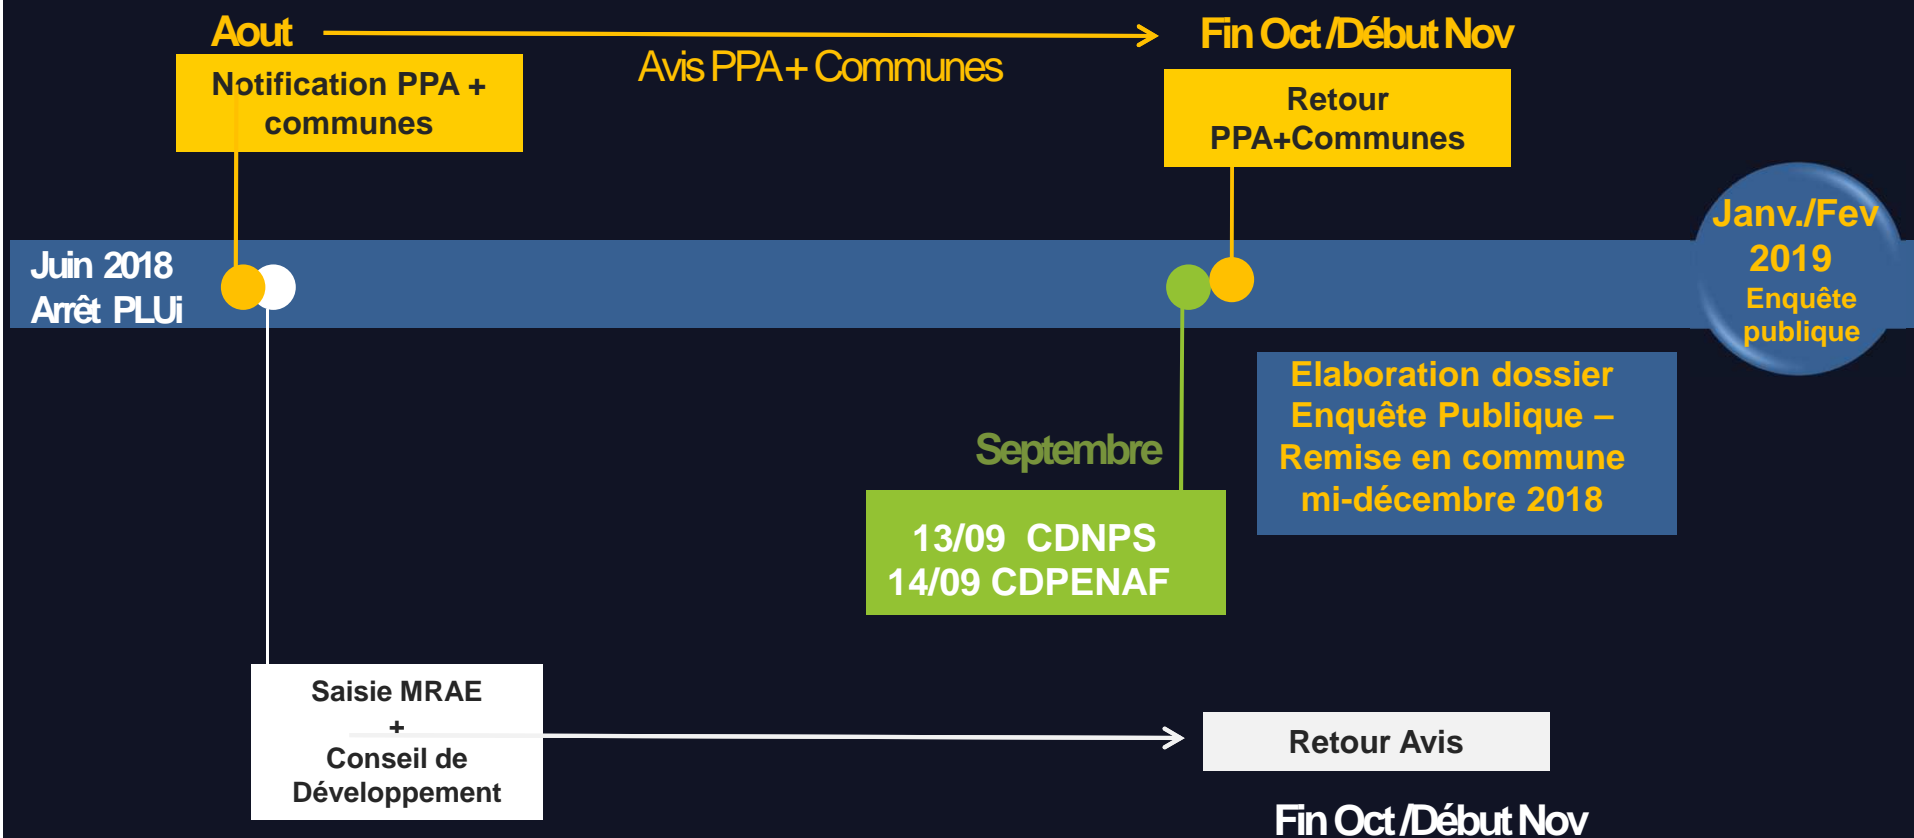 Aout
Avis PPA + Communes
Fin Oct /Début Nov
Notification PPA +
communes
Retour
PPA+Communes
Juin 2018
Arrêt PLUi
Janv./Fev
2019
Enquête
publique
Elaboration dossier
Enquête Publique –
Remise en commune
mi-décembre 2018
Septembre
13/09 CDNPS
14/09 CDPENAF
Saisie MRAE
+
Conseil de
Développement
Retour Avis
Fin Oct /Début Nov